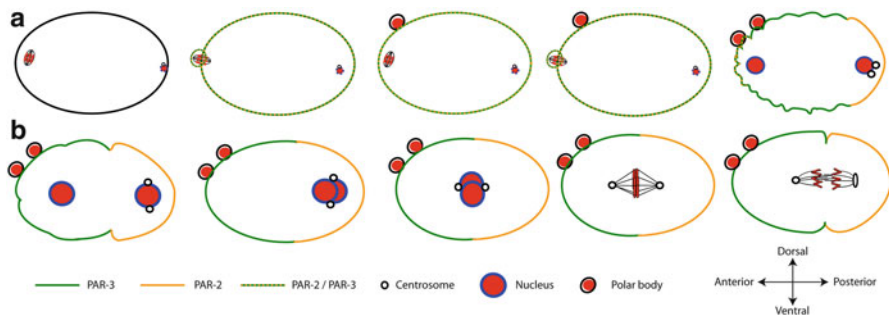 a
b
PAR-3
PAR-2
PAR-2 / PAR-3
Centrosome
Nucleus
Polar body
Dorsal
Anterior
Posterior
Ventral